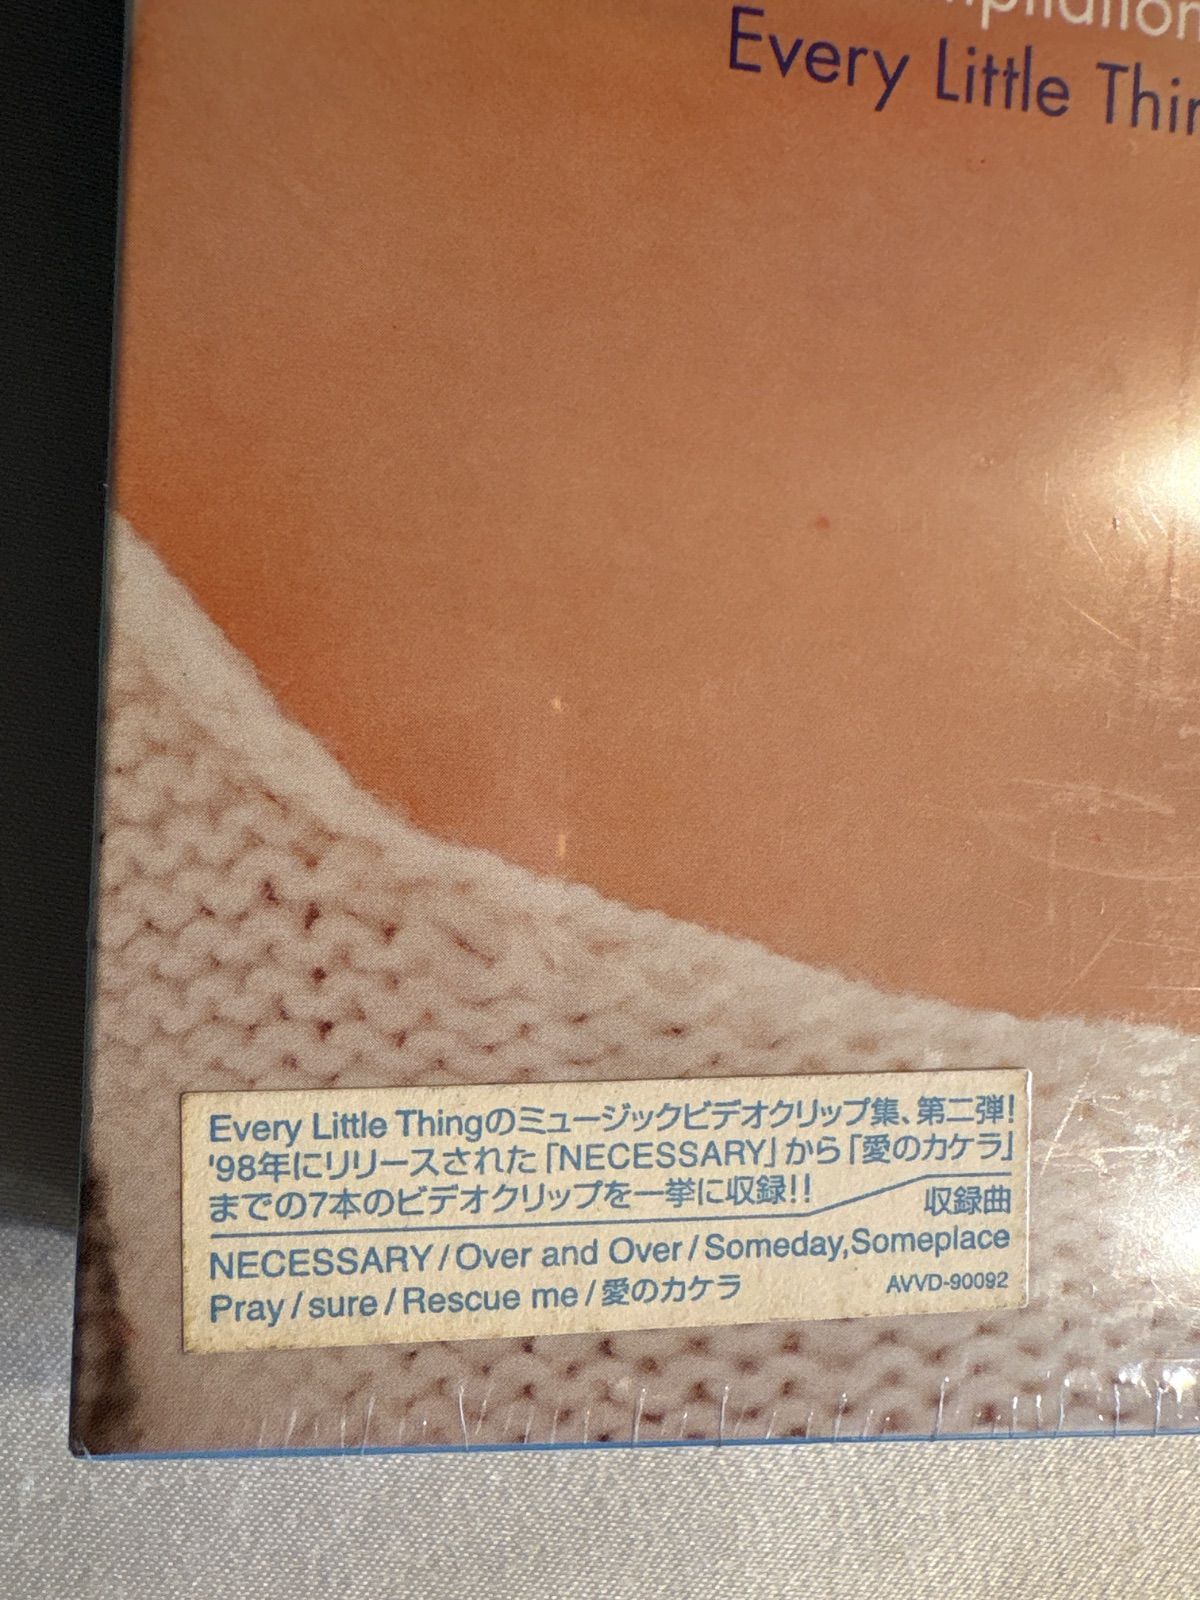 Every Little
Every Little Thingのミュージックビデオクリップ集、第二弾!
'98年にリリースされた「NECESSARY」から「愛のカケラ」
までの7本のビデオクリップを一挙に収録!!
収録曲
NECESSARY/Over and Over/Someday,Someplace
Pray/sure/Rescue me/愛のカケラ
AVVD-90092